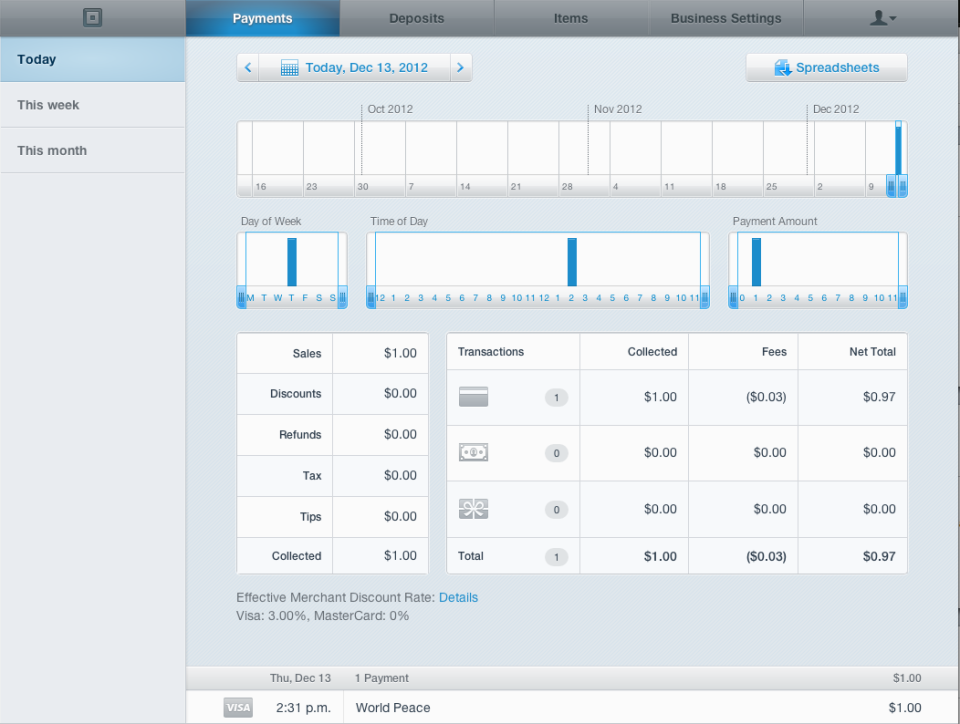 Payments Deposits Items Business Settings
Today
This week
This month
Today, Dec 13, 2012 Spreadsheets
Oct 2012 Nov 2012 Dec 2012
16 23 30 7 14 21 28 4 11 18 25 2 9
Day of Week Time of Day Payment Amount
M T W T F S S 12 1 2 3 4 5 6 7 8 9 10 11 12 1 2 3 4 5 6 7 8 9 10 11 0 1 2 3 4 5 6 7 8 9 10 11
Sales $1.00
Discounts $0.00
Refunds $0.00
Tax $0.00
Tips $0.00
Collected $1.00
Transactions Collected Fees Net Total
1 $1.00 ($0.03) $0.97
0 $0.00 $0.00 $0.00
0 $0.00 $0.00 $0.00
Total 1 $1.00 ($0.03) $0.97
Effective Merchant Discount Rate: Details
Visa: 3.00%, MasterCard: 0%
Thu, Dec 13 1 Payment $1.00
VISA 2:31 p.m. World Peace $1.00